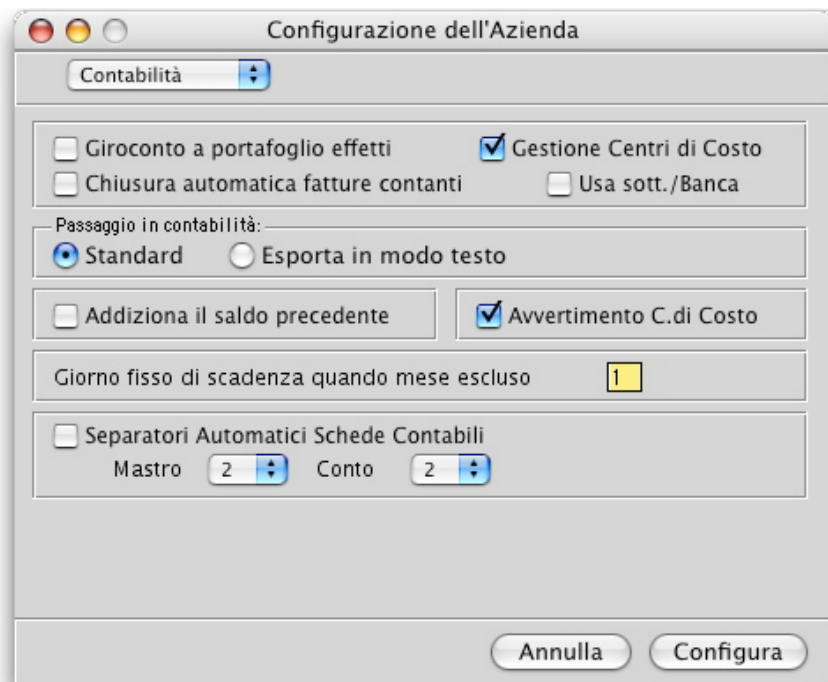 Configurazione dell'Azienda
Contabilità
Giroconto a portafoglio effetti
Gestione Centri di Costo
Chiusura automatica fatture contanti
Usa sott./Banca
Passaggio in contabilità:
Standard
Esporta in modo testo
Addiziona il saldo precedente
Avvertimento C.di Costo
Giorno fisso di scadenza quando mese escluso
1
Separatori Automatici Schede Contabili
Mastro
2
Conto
2
Annulla
Configura